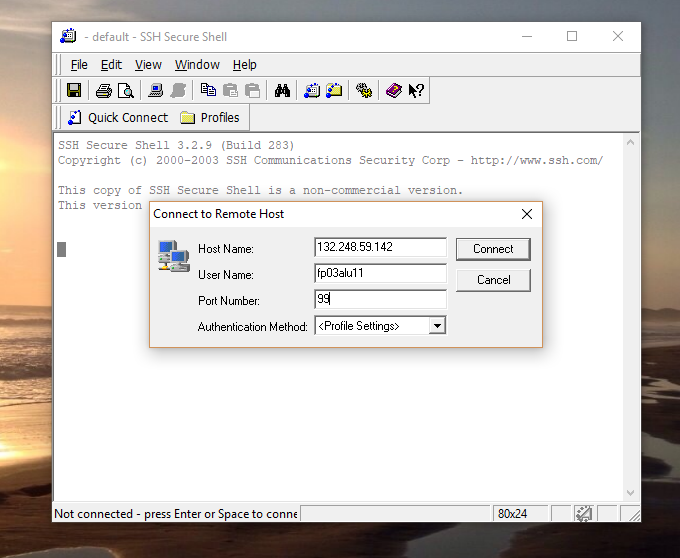 - default - SSH Secure Shell
File Edit View Window Help
Quick Connect Profiles
SSH Secure Shell 3.2.9 (Build 283)
Copyright (c) 2000-2003 SSH Communications Security Corp - http://www.ssh.com/
This copy of SSH Secure Shell is a non-commercial version.
This version
Connect to Remote Host
Host Name: 132.248.59.142 Connect
User Name: fp03alu11 Cancel
Port Number: 99
Authentication Method: <Profile Settings>
Not connected - press Enter or Space to conne 80x24